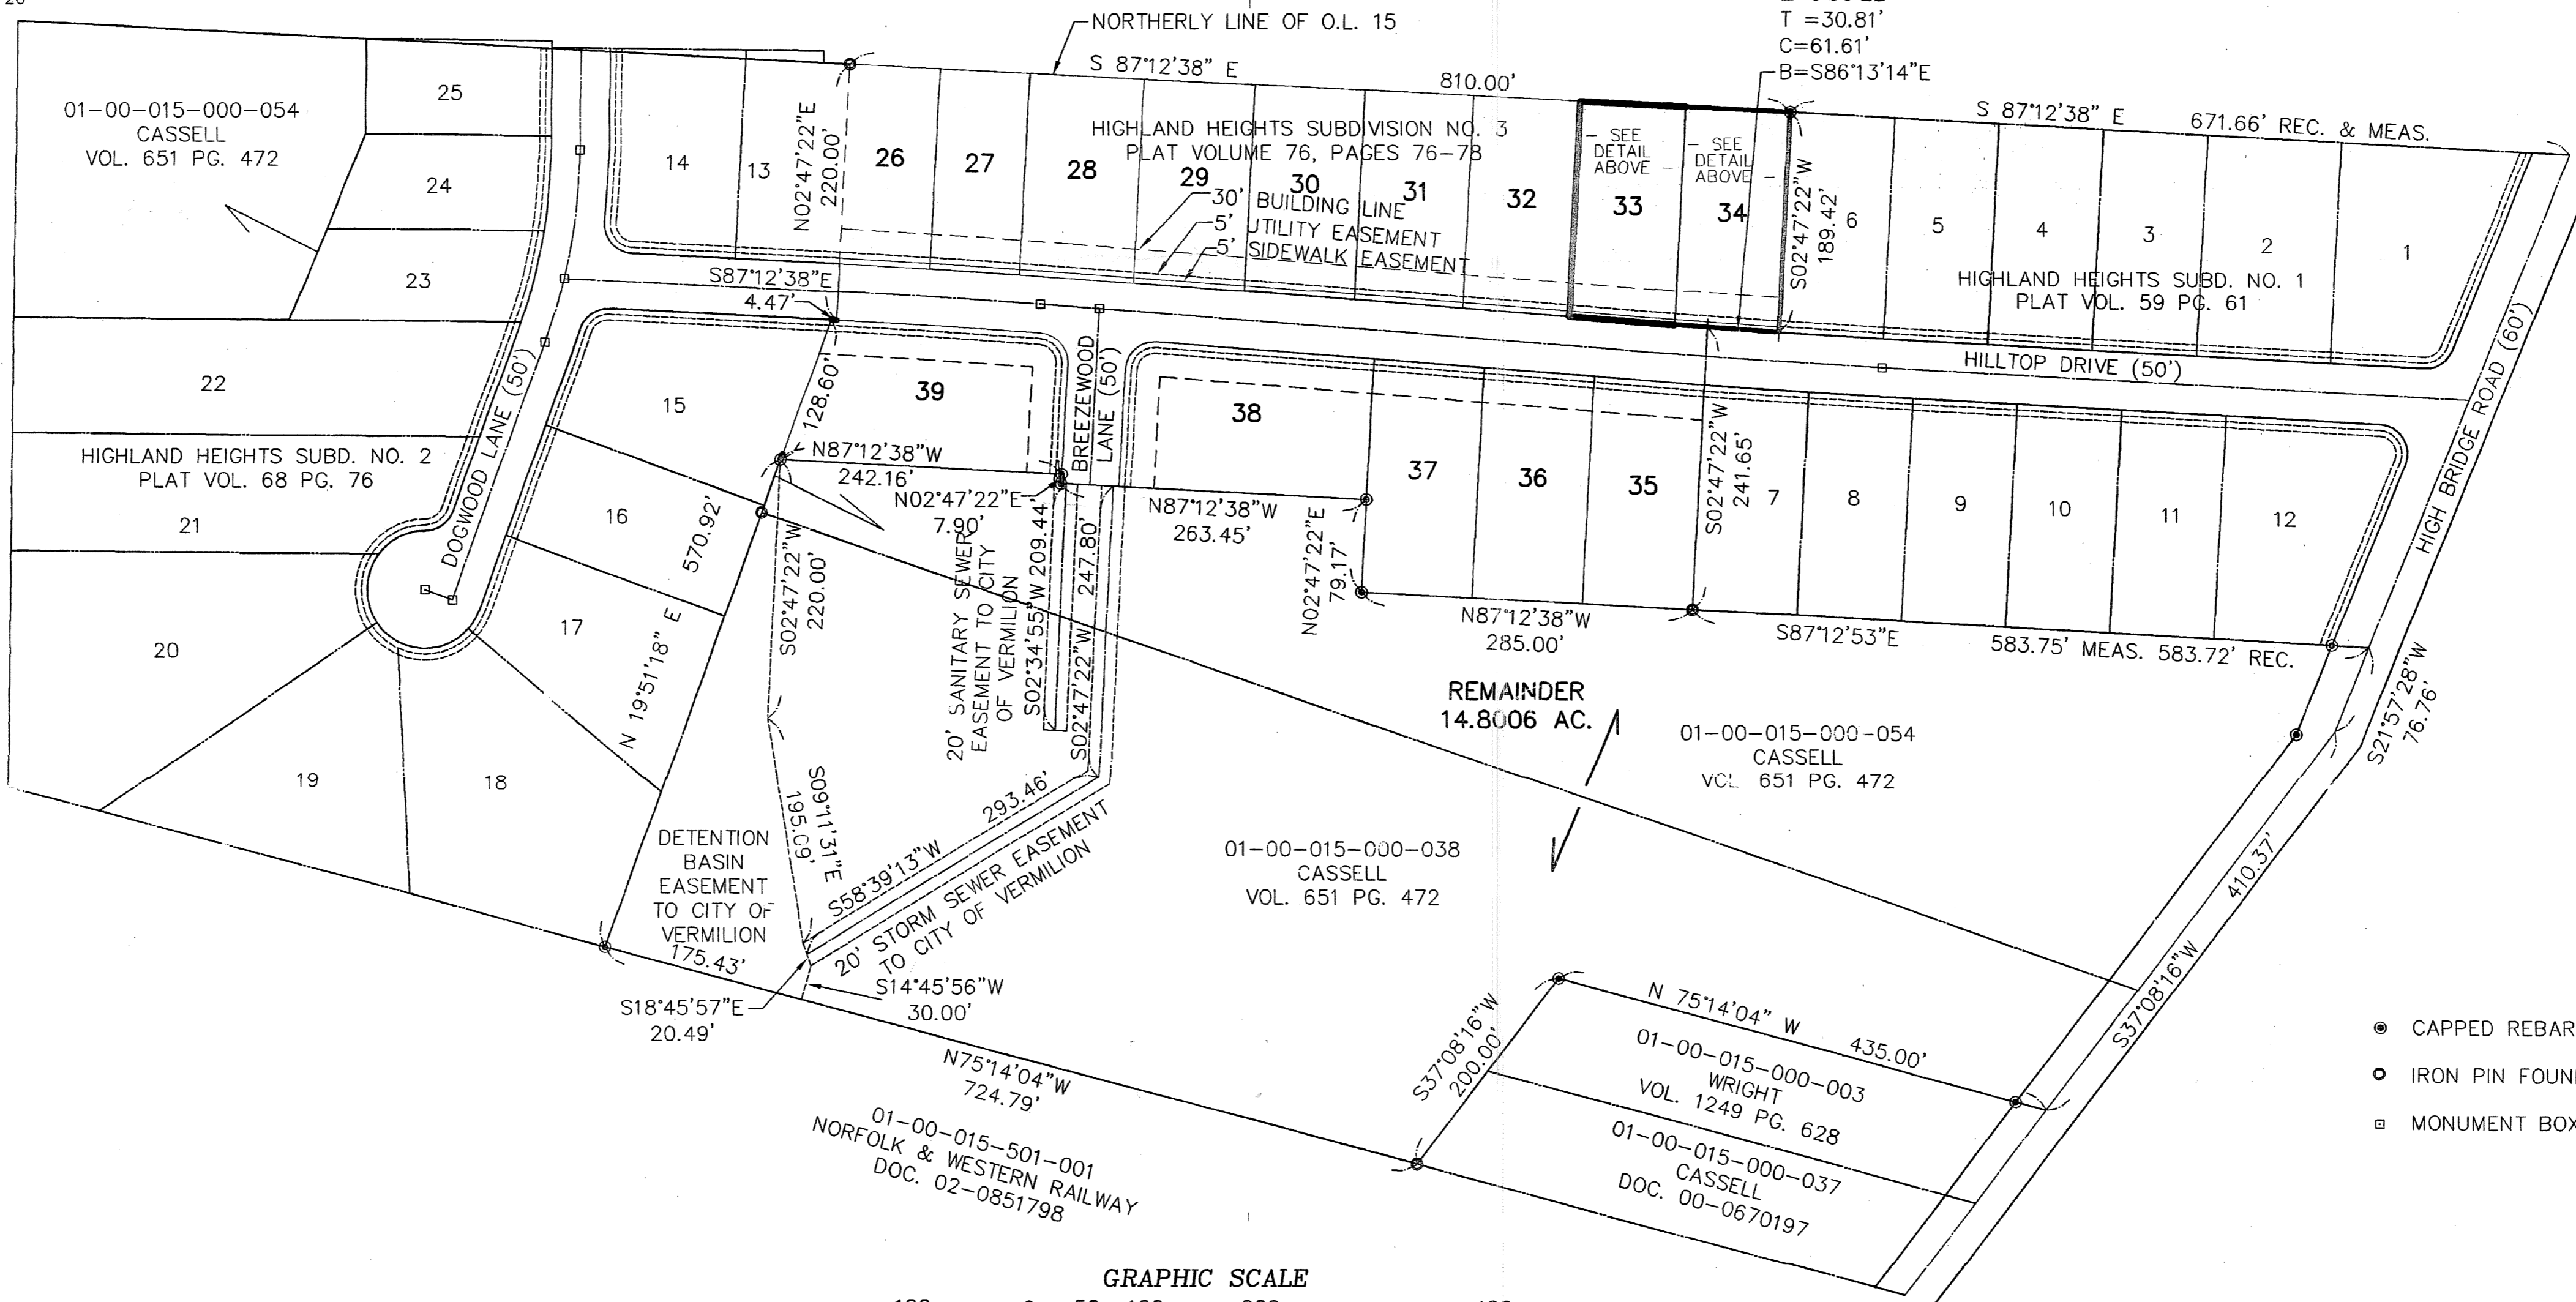 NORTHERLY LINE OF O.L. 15
T =30.81'
C=61.61'
B=S86°13'14"E
S 87°12'38" E
810.00'
S 87°12'38" E
671.66' REC. & MEAS.
01-00-015-000-054
CASSELL
VOL. 651 PG. 472
25
24
23
22
HIGHLAND HEIGHTS SUBD. NO. 2
PLAT VOL. 68 PG. 76
21
20
19
18
17
16
15
14
13
N02°47'22"E
220.00'
HIGHLAND HEIGHTS SUBDIVISION NO. 3
PLAT VOLUME 76, PAGES 76-78
26
27
28
29
30
31
32
33
34
SEE
DETAIL
ABOVE
SEE
DETAIL
ABOVE
30' BUILDING LINE
5' UTILITY EASEMENT
5' SIDEWALK EASEMENT
S02°47'22"W
189.42'
6
5
4
3
2
1
HIGHLAND HEIGHTS SUBD. NO. 1
PLAT VOL. 59 PG. 61
S87°12'38"E
4.47'
HILLTOP DRIVE (50')
HIGH BRIDGE ROAD (60')
DOGWOOD LANE (50')
BREEZEWOOD
LANE (50')
128.60'
39
38
37
36
35
7
8
9
10
11
12
N87°12'38"W
242.16'
N02°47'22"E
7.90'
N87°12'38"W
263.45'
N02°47'22"E
79.17'
S02°47'22"W
241.65'
N87°12'38"W
285.00'
S87°12'53"E
583.75' MEAS. 583.72' REC.
S21°57'28"W
76.76'
570.92'
N 19°51'18" E
S02°47'22"W
220.00'
20' SANITARY SEWER
EASEMENT TO CITY
OF VERMILION
S02°34'55"W 209.44
S02°47'22"W 247.80'
REMAINDER
14.8006 AC.
01-00-015-000-054
CASSELL
VOL 651 PG. 472
S09°11'31"E
195.09'
293.46'
S58°39'13"W
20' STORM SEWER EASEMENT
TO CITY OF VERMILION
DETENTION
BASIN
EASEMENT
TO CITY OF
VERMILION
175.43'
S18°45'57"E
20.49'
S14°45'56"W
30.00'
01-00-015-000-038
CASSELL
VOL. 651 PG. 472
410.37'
S37°08'16"W
N75°14'04"W
724.79'
01-00-015-501-001
NORFOLK & WESTERN RAILWAY
DOC. 02-0851798
S37°08'16"W
200.00'
N 75°14'04" W
435.00'
01-00-015-000-003
WRIGHT
VOL. 1249 PG. 628
01-00-015-000-037
CASSELL
DOC. 00-0670197
CAPPED REBAR
IRON PIN FOUN
MONUMENT BOX
GRAPHIC SCALE